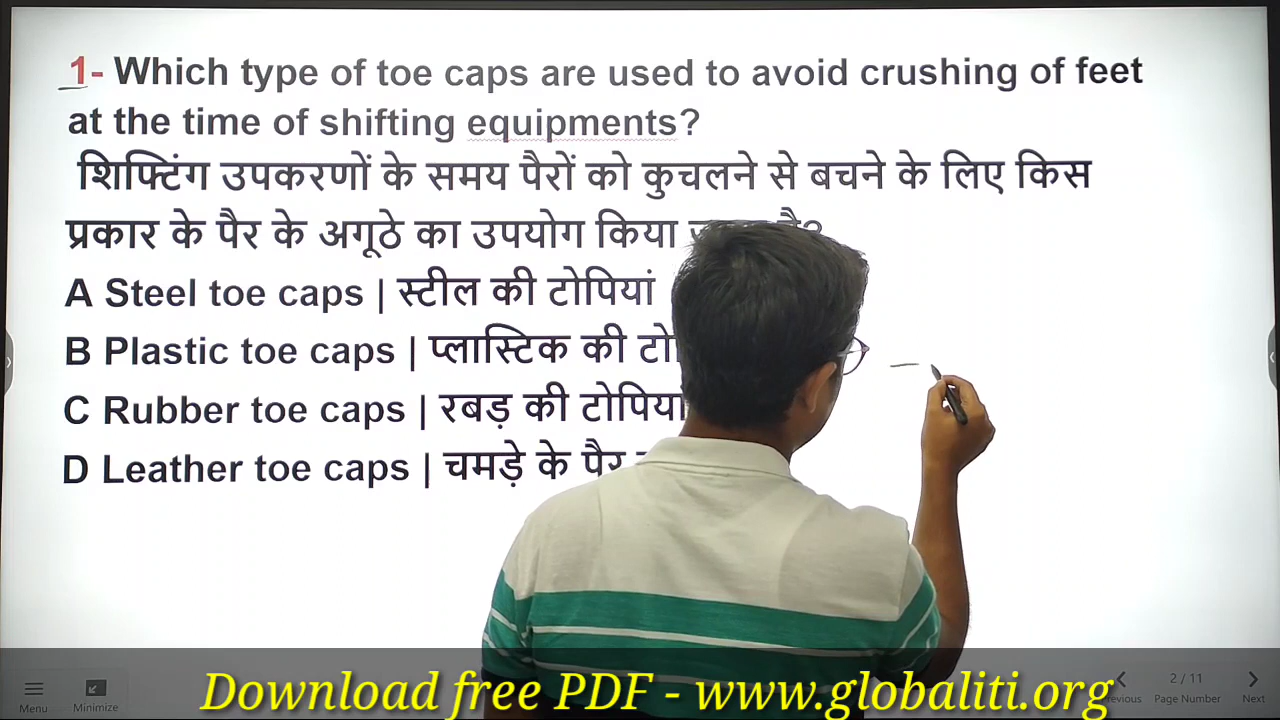 1- Which type of toe caps are used to avoid crushing of feet
at the time of shifting equipments?
शिफ्टिंग उपकरणों के समय पैरों को कुचलने से बचने के लिए किस
प्रकार के पैर के अगूठे का उपयोग किया है?
A Steel toe caps | स्टील की टोपियां
B Plastic toe caps | प्लास्टिक की
C Rubber toe caps | रबड़ की टोपियां
D Leather toe caps | चमड़े के पैर
Menu
Minimize
Download free PDF - www.globaliti.org
2 / 11
Page Number
Next